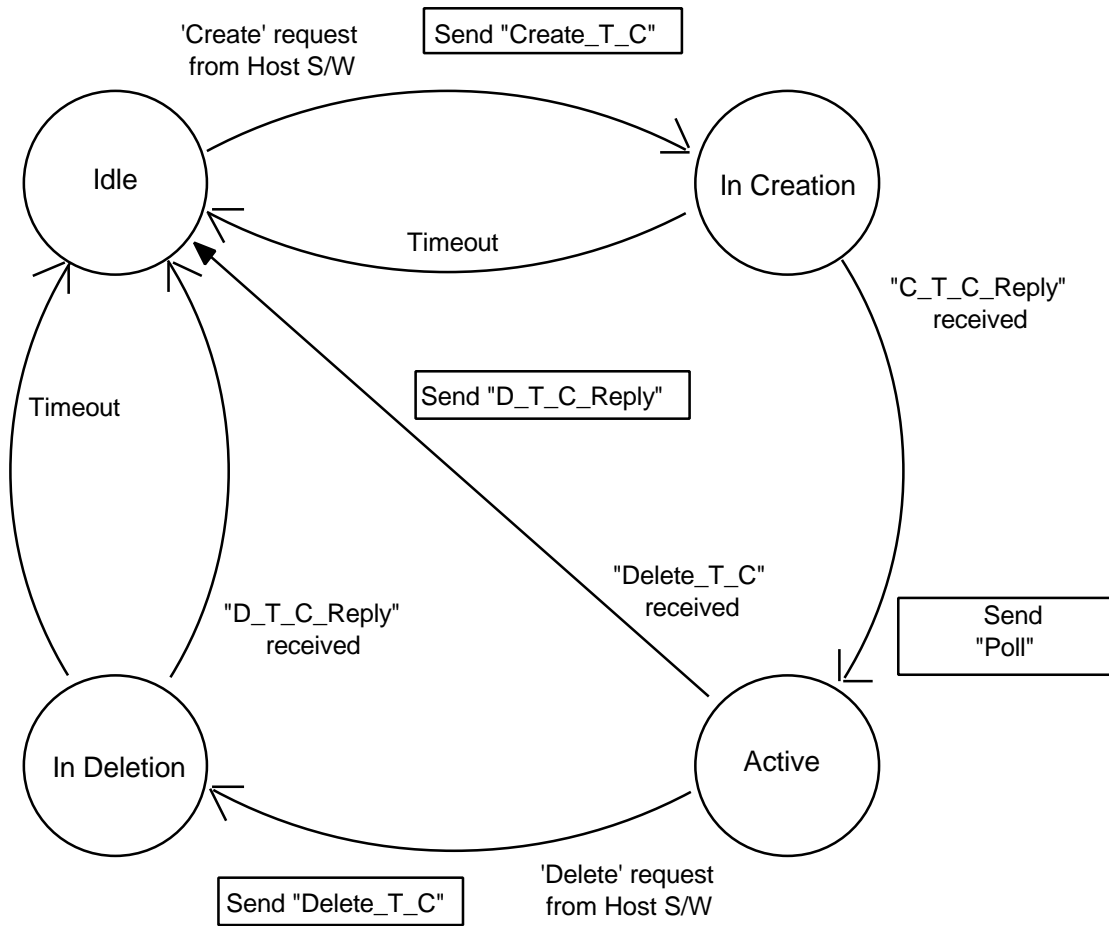 'Create' request
from Host S/W
Send "Create_T_C"
Idle
In Creation
Timeout
"C_T_C_Reply"
received
Send "D_T_C_Reply"
Timeout
"Delete_T_C"
received
"D_T_C_Reply"
received
Send
"Poll"
In Deletion
Active
Send "Delete_T_C"
'Delete' request
from Host S/W